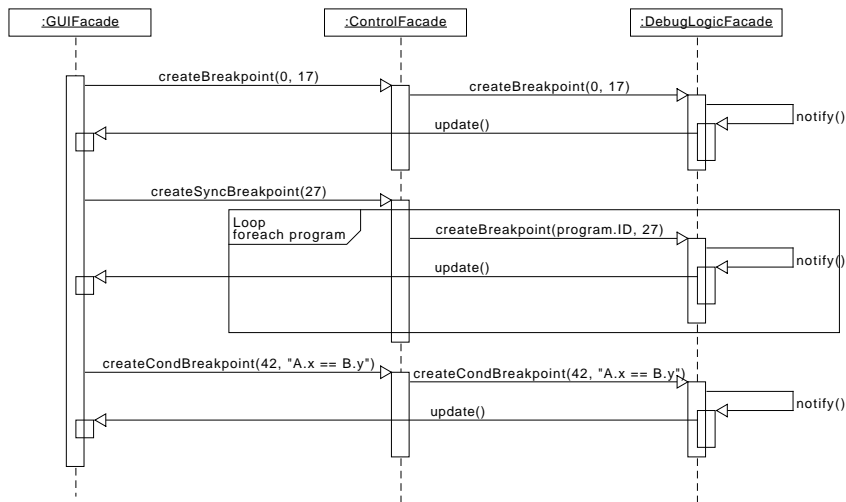 :GUIFacade
:ControlFacade
:DebugLogicFacade
createBreakpoint(0, 17)
createBreakpoint(0, 17)
notify()
update()
createSyncBreakpoint(27)
Loop
foreach program
createBreakpoint(program.ID, 27)
notify()
update()
createCondBreakpoint(42, "A.x == B.y")
createCondBreakpoint(42, "A.x == B.y")
notify()
update()